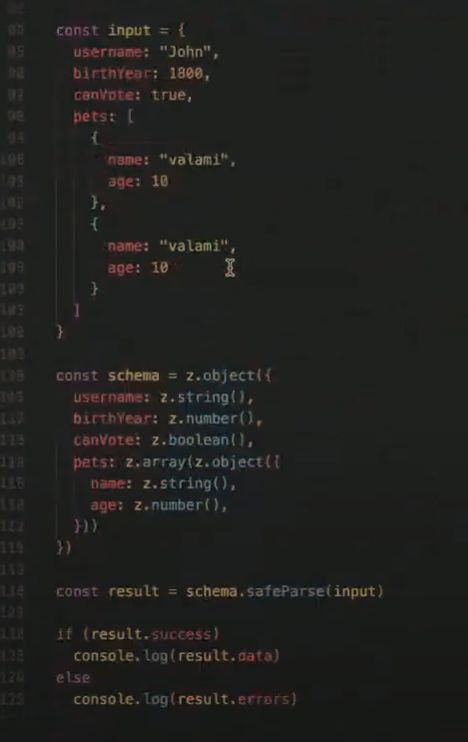 const input = {
username: "John",
birthYear: 1800,
canVote: true,
pets: [
{
name: "valami",
age: 10
},
{
name: "valami",
age: 10
}
]
}
const schema = z.object({
username: z.string(),
birthYear: z.number(),
canVote: z.boolean(),
pets: z.array(z.object({
name: z.string(),
age: z.number(),
}))
})
const result = schema.safeParse(input)
if (result.success)
console.log(result.data)
else
console.log(result.errors)